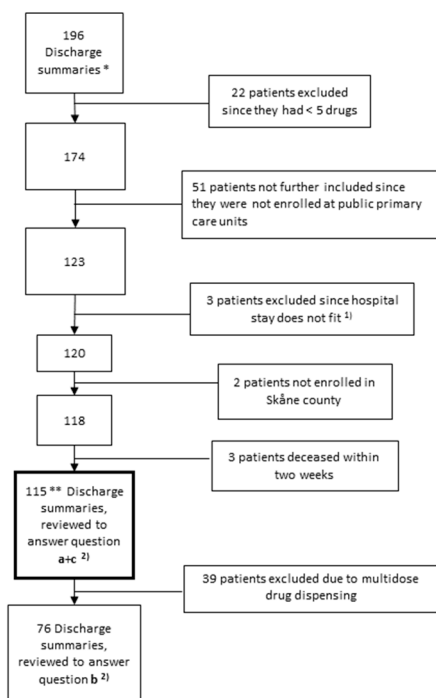 196
Discharge
summaries *
22 patients excluded
since they had < 5 drugs
174
51 patients not further included since
they were not enrolled at public primary
care units
123
3 patients excluded since hospital
stay does not fit 1)
120
2 patients not enrolled in
Skåne county
118
3 patients deceased within
two weeks
115 ** Discharge
summaries,
reviewed to
answer question
a+c 2)
39 patients excluded due to multidose
drug dispensing
76 Discharge
summaries,
reviewed to answer
question b 2)